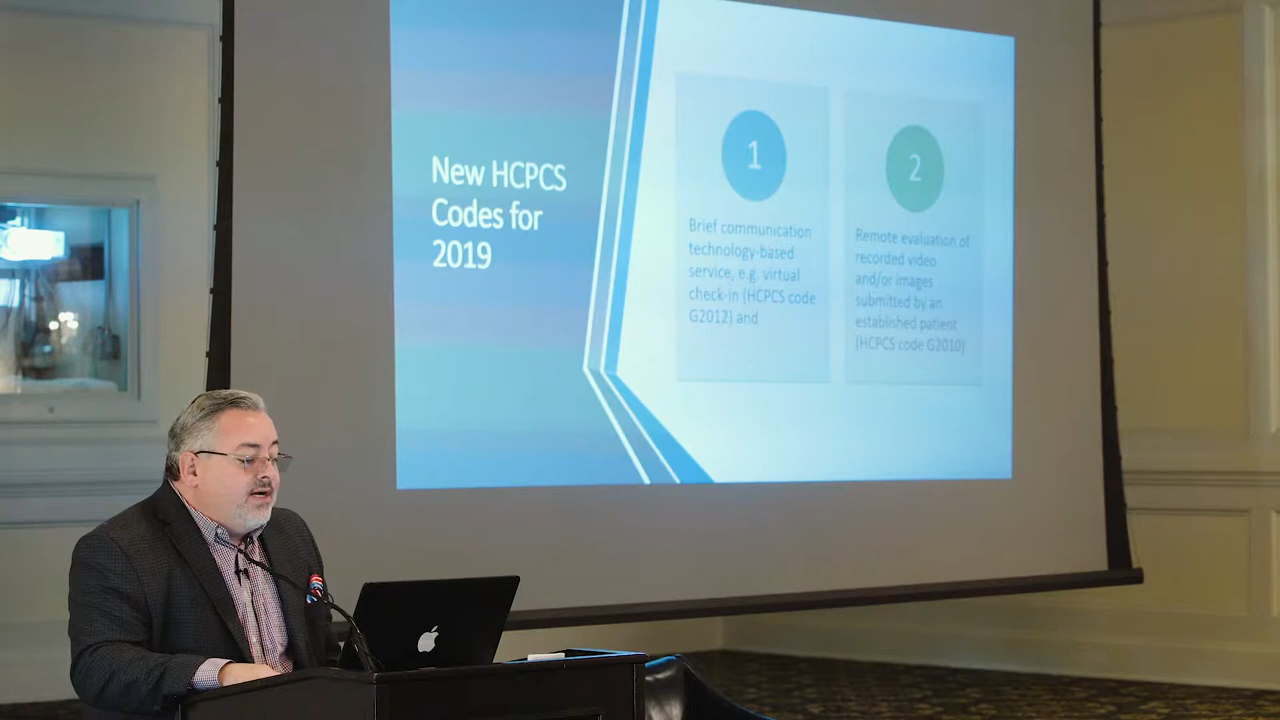 New HCPCS
Codes for
2019
1
Brief communication
technology-based
service, e.g. virtual
check-in (HCPCS code
G2012) and
2
Remote evaluation of
recorded video
and/or images
submitted by an
established patient
(HCPCS code G2010)